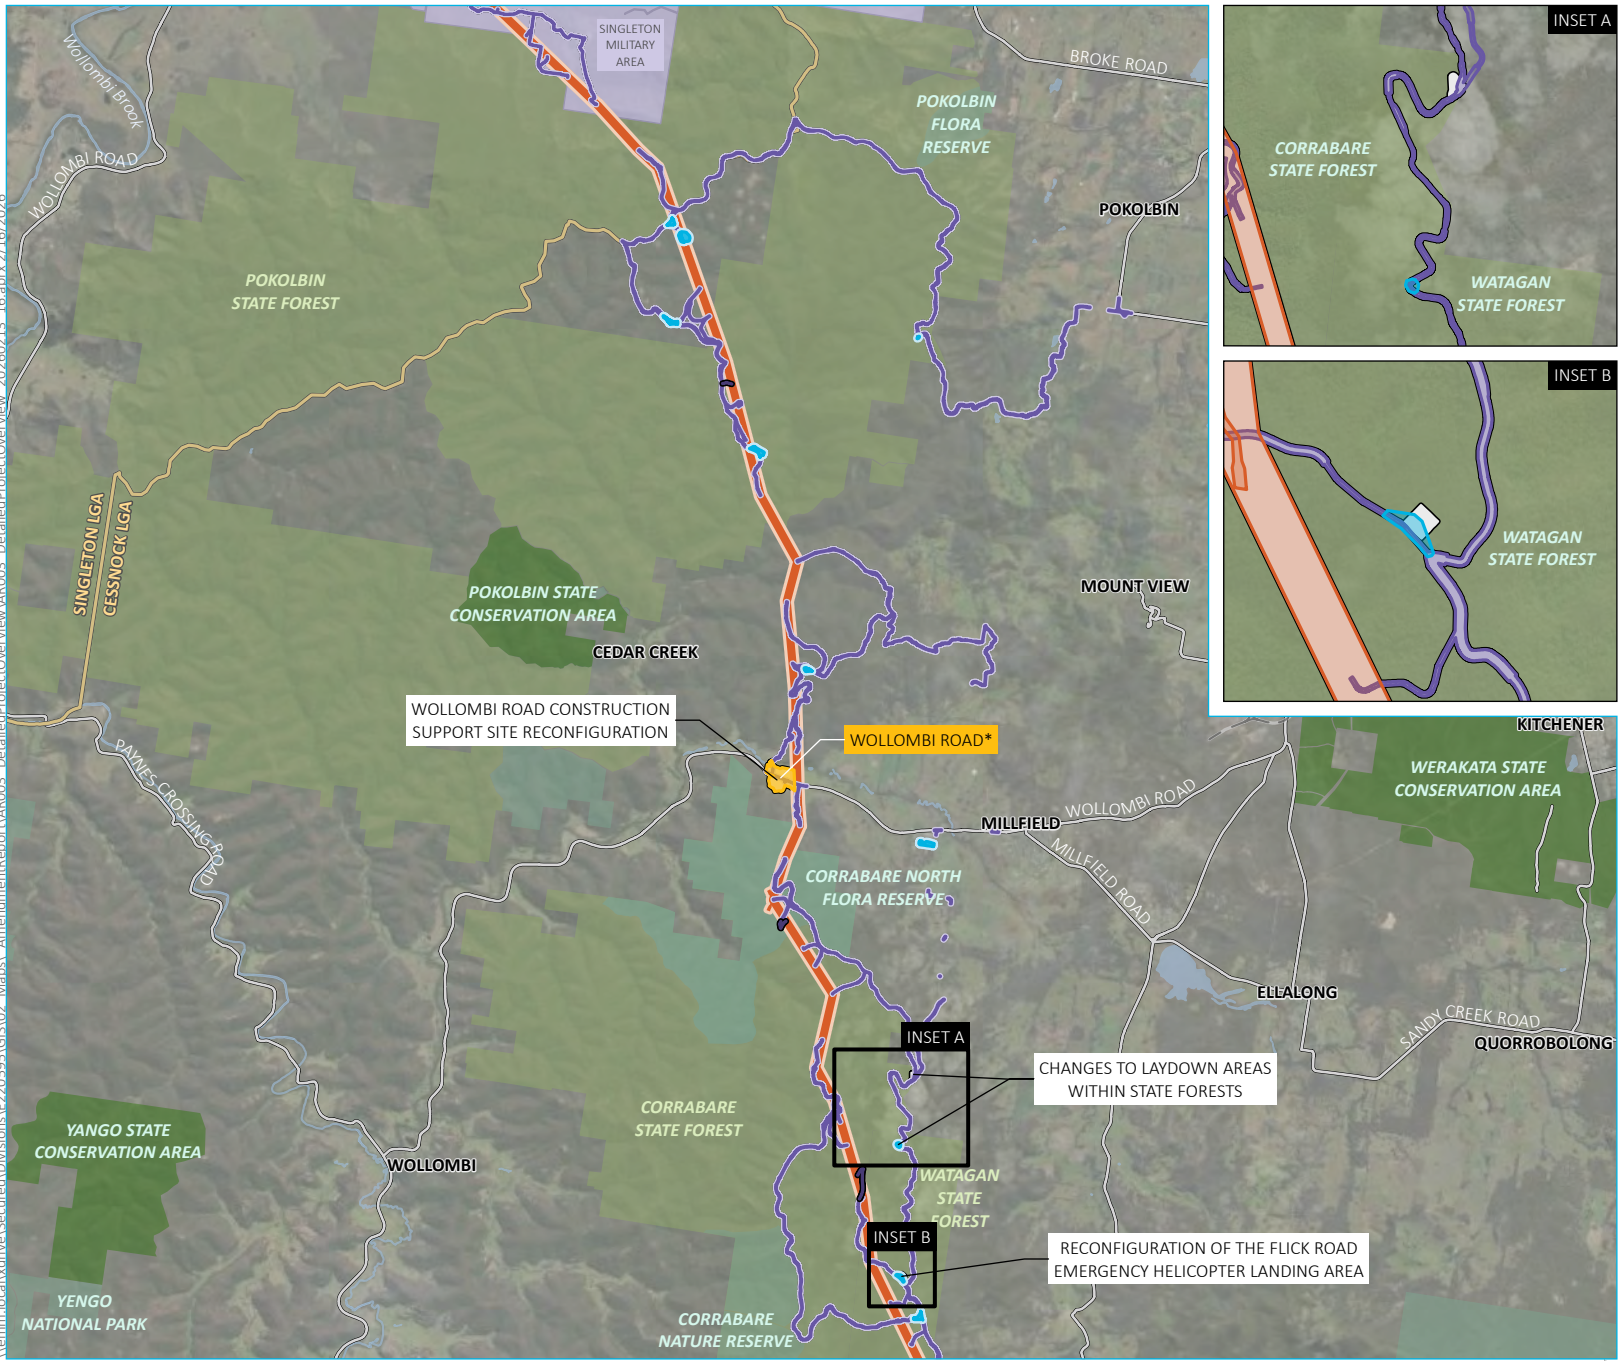 SINGLETON
MILITARY
AREA
BROKE ROAD
Wollombi Brook
WOLLOMBI ROAD
POKOLBIN
FLORA
RESERVE
POKOLBIN
POKOLBIN
STATE FOREST
SINGLETON LGA
CESSNOCK LGA
POKOLBIN STATE
CONSERVATION AREA
CEDAR CREEK
MOUNT VIEW
WOLLOMBI ROAD CONSTRUCTION
SUPPORT SITE RECONFIGURATION
WOLLOMBI ROAD*
PAYNES CROSSING ROAD
KITCHENER
WERAKATA STATE
CONSERVATION AREA
WOLLOMBI ROAD
MILLFIELD
MILLFIELD ROAD
CORRABARE NORTH
FLORA RESERVE
ELLALONG
SANDY CREEK ROAD
QUORROBOLONG
INSET A
CHANGES TO LAYDOWN AREAS
WITHIN STATE FORESTS
CORRABARE
STATE FOREST
YANGO STATE
CONSERVATION AREA
WOLLOMBI
WATAGAN
STATE
FOREST
INSET B
RECONFIGURATION OF THE FLICK ROAD
EMERGENCY HELICOPTER LANDING AREA
YENGO
NATIONAL PARK
CORRABARE
NATURE RESERVE
INSET A
CORRABARE
STATE FOREST
WATAGAN
STATE FOREST
INSET B
WATAGAN
STATE FOREST